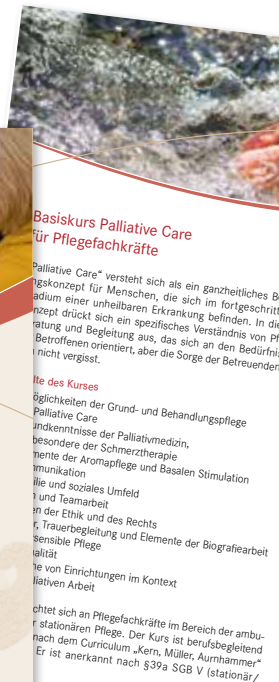 Basiskurs Palliative Care
für Pflegefachkräfte
Palliative Care“ versteht sich als ein ganzheitliches B
ngskonzept für Menschen, die sich im fortgeschritt
adium einer unheilbaren Erkrankung befinden. In die
nzept drückt sich ein spezifisches Verständnis von Pf
ratung und Begleitung aus, das sich an den Bedürfnis
Betroffenen orientiert, aber die Sorge der Betreuenden
nicht vergisst.
lte des Kurses
öglichkeiten der Grund- und Behandlungspflege
Palliative Care
undkenntnisse der Palliativmedizin,
besondere der Schmerztherapie
mente der Aromapflege und Basalen Stimulation
mmunikation
ilie und soziales Umfeld
n und Teamarbeit
en der Ethik und des Rechts
r, Trauerbegleitung und Elemente der Biografiearbeit
sensible Pflege
ualität
he von Einrichtungen im Kontext
lliativen Arbeit
chtet sich an Pflegefachkräfte im Bereich der ambu-
r stationären Pflege. Der Kurs ist berufsbegleitend
nach dem Curriculum „Kern, Müller, Aurnhammer“
Er ist anerkannt nach §39a SGB V (stationär/